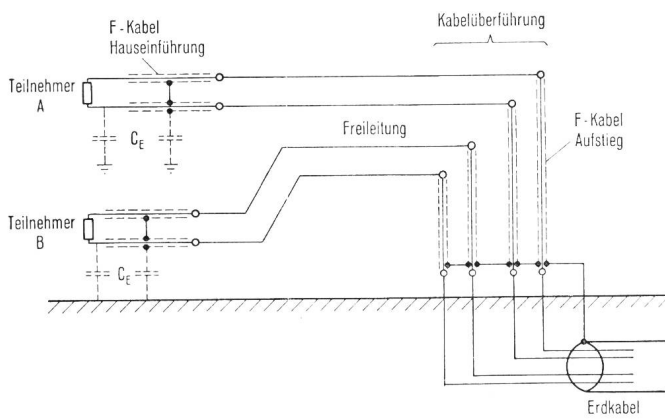 F-Kabel
Hauseinführung
Kabelüberführung
Teilnehmer
A
C_E
Freileitung
F-Kabel
Aufstieg
Teilnehmer
B
C_E
Erdkabel